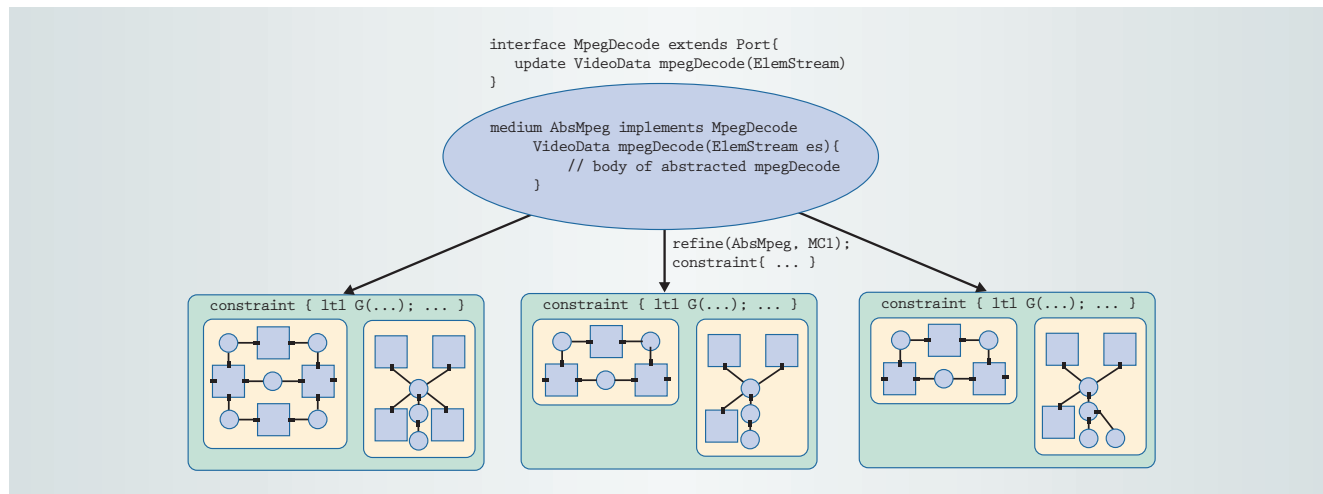 interface MpegDecode extends Port{
update VideoData mpegDecode(ElemStream)
}
medium AbsMpeg implements MpegDecode
VideoData mpegDecode(ElemStream es){
// body of abstracted mpegDecode
}
refine(AbsMpeg, MC1);
constraint{ ... }
constraint { ltl G(...); ... }
constraint { ltl G(...); ... }
constraint { ltl G(...); ... }